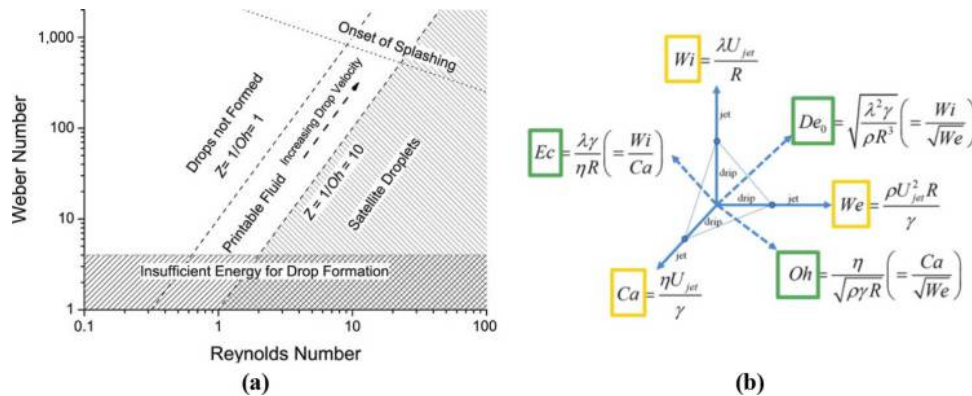 Weber Number
1,000
100
10
1
0.1
1
10
100
Reynolds Number
Onset of Splashing
Drops not Formed
Z= 1/Oh= 1
Printable Fluid
Increasing Drop Velocity
Z = 1/Oh = 10
Satellite Droplets
Insufficient Energy for Drop Formation
(a)
Wi = λU_jet / R
jet
De₀ = √(λ²γ / ρR³) (= Wi / √We)
Ec = λγ / ηR (= Wi / Ca)
drip
drip
jet
We = ρU²_jet R / γ
drip
jet
Ca = ηU_jet / γ
Oh = η / √(ργR) (= Ca / √We)
(b)